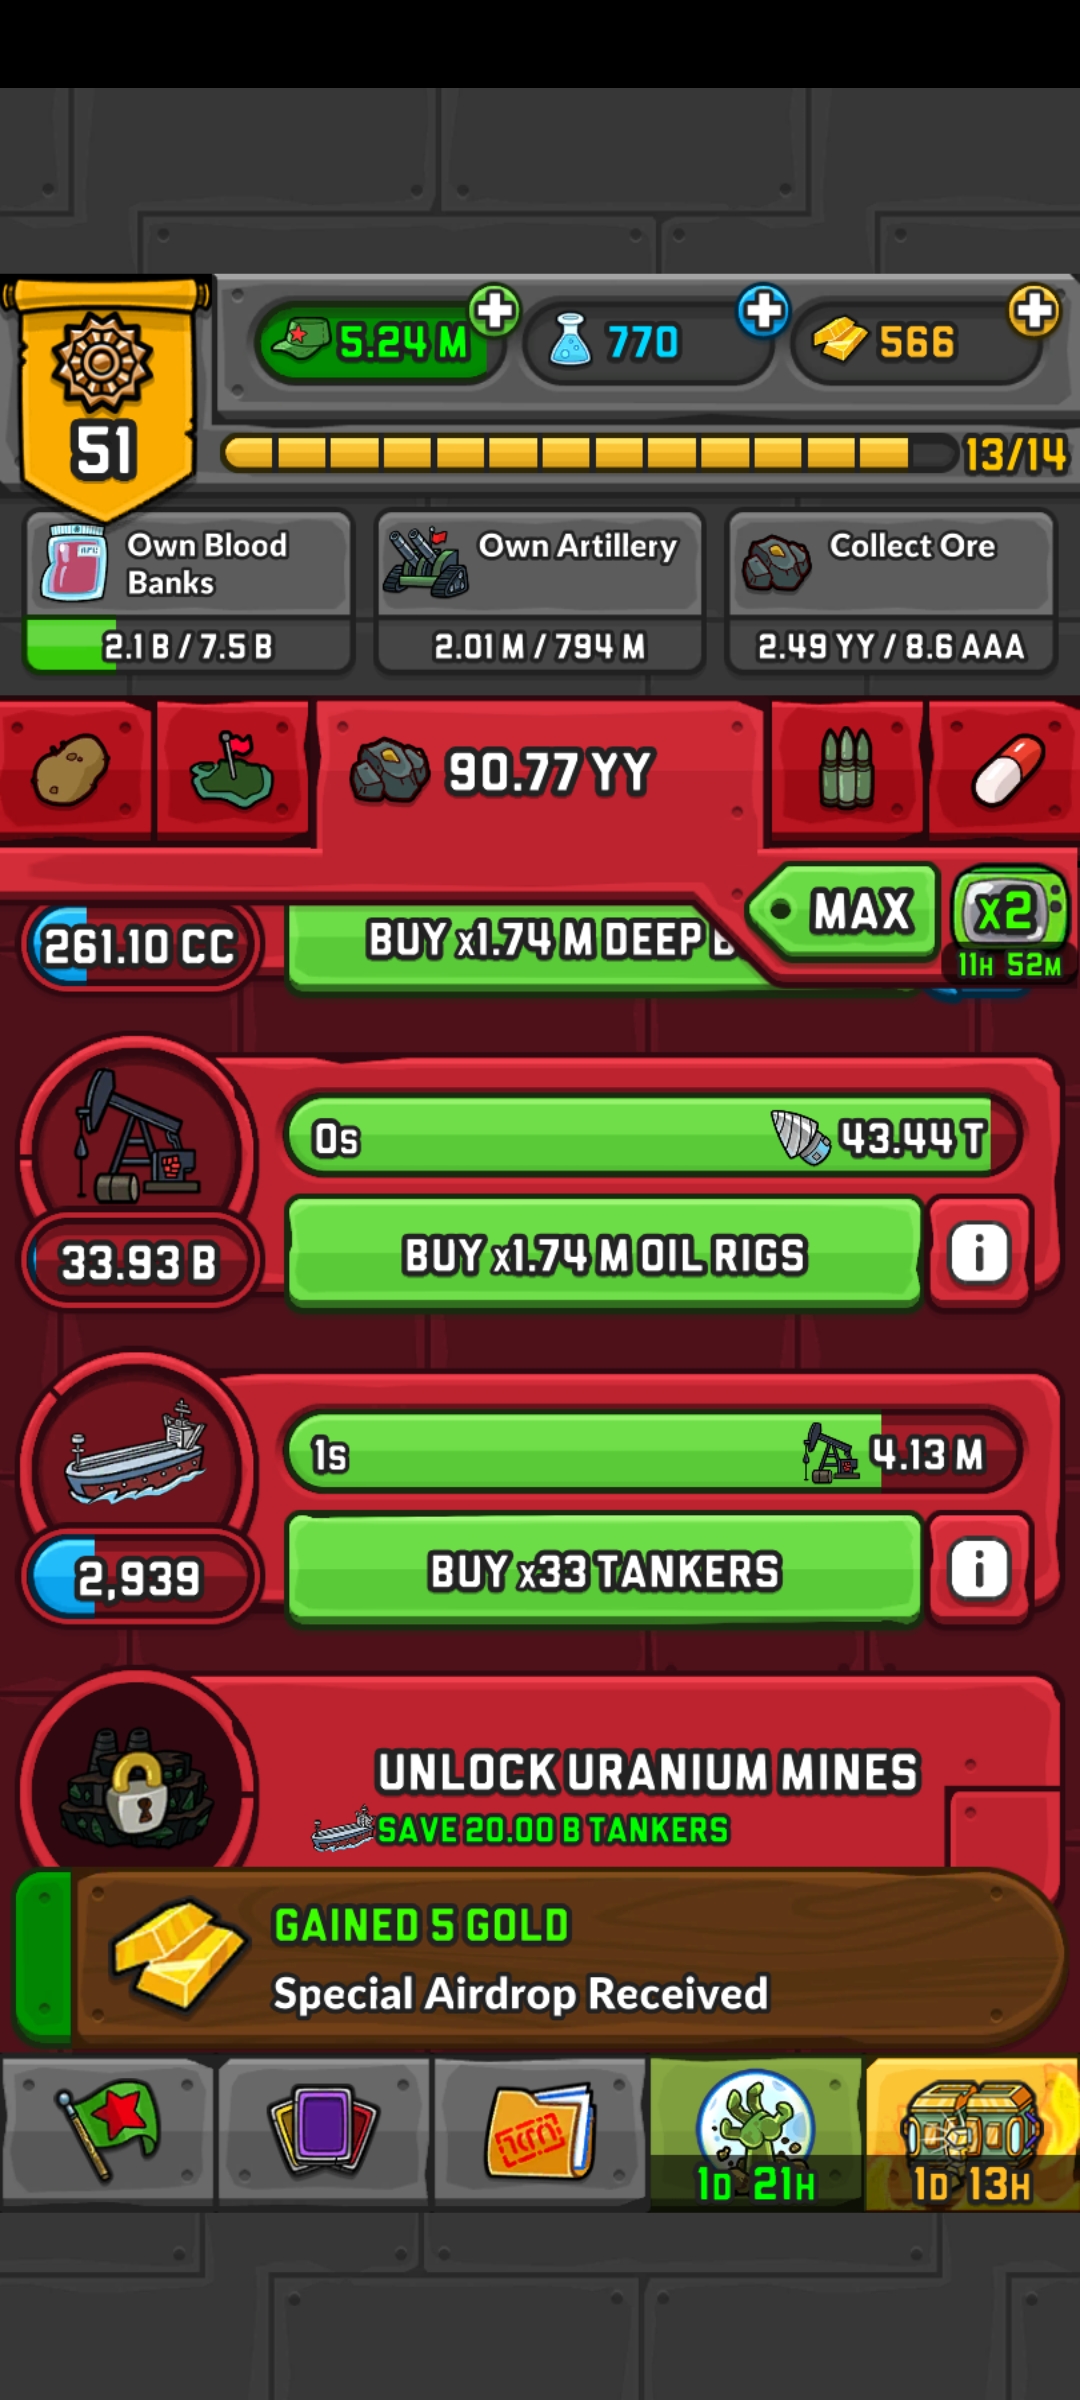 5.24 M
770
566
51
13/14
Own Blood
Banks
2.1 B / 7.5 B
Own Artillery
2.01 M / 794 M
Collect Ore
2.49 YY / 8.6 AAA
90.77 YY
MAX
x2
11H 52M
261.10 CC
BUY x1.74 M DEEP B
0s
43.44 T
33.93 B
BUY x1.74 M OIL RIGS
i
1s
4.13 M
2,939
BUY x33 TANKERS
i
UNLOCK URANIUM MINES
SAVE 20.00 B TANKERS
GAINED 5 GOLD
Special Airdrop Received
1D 21H
1D 13H